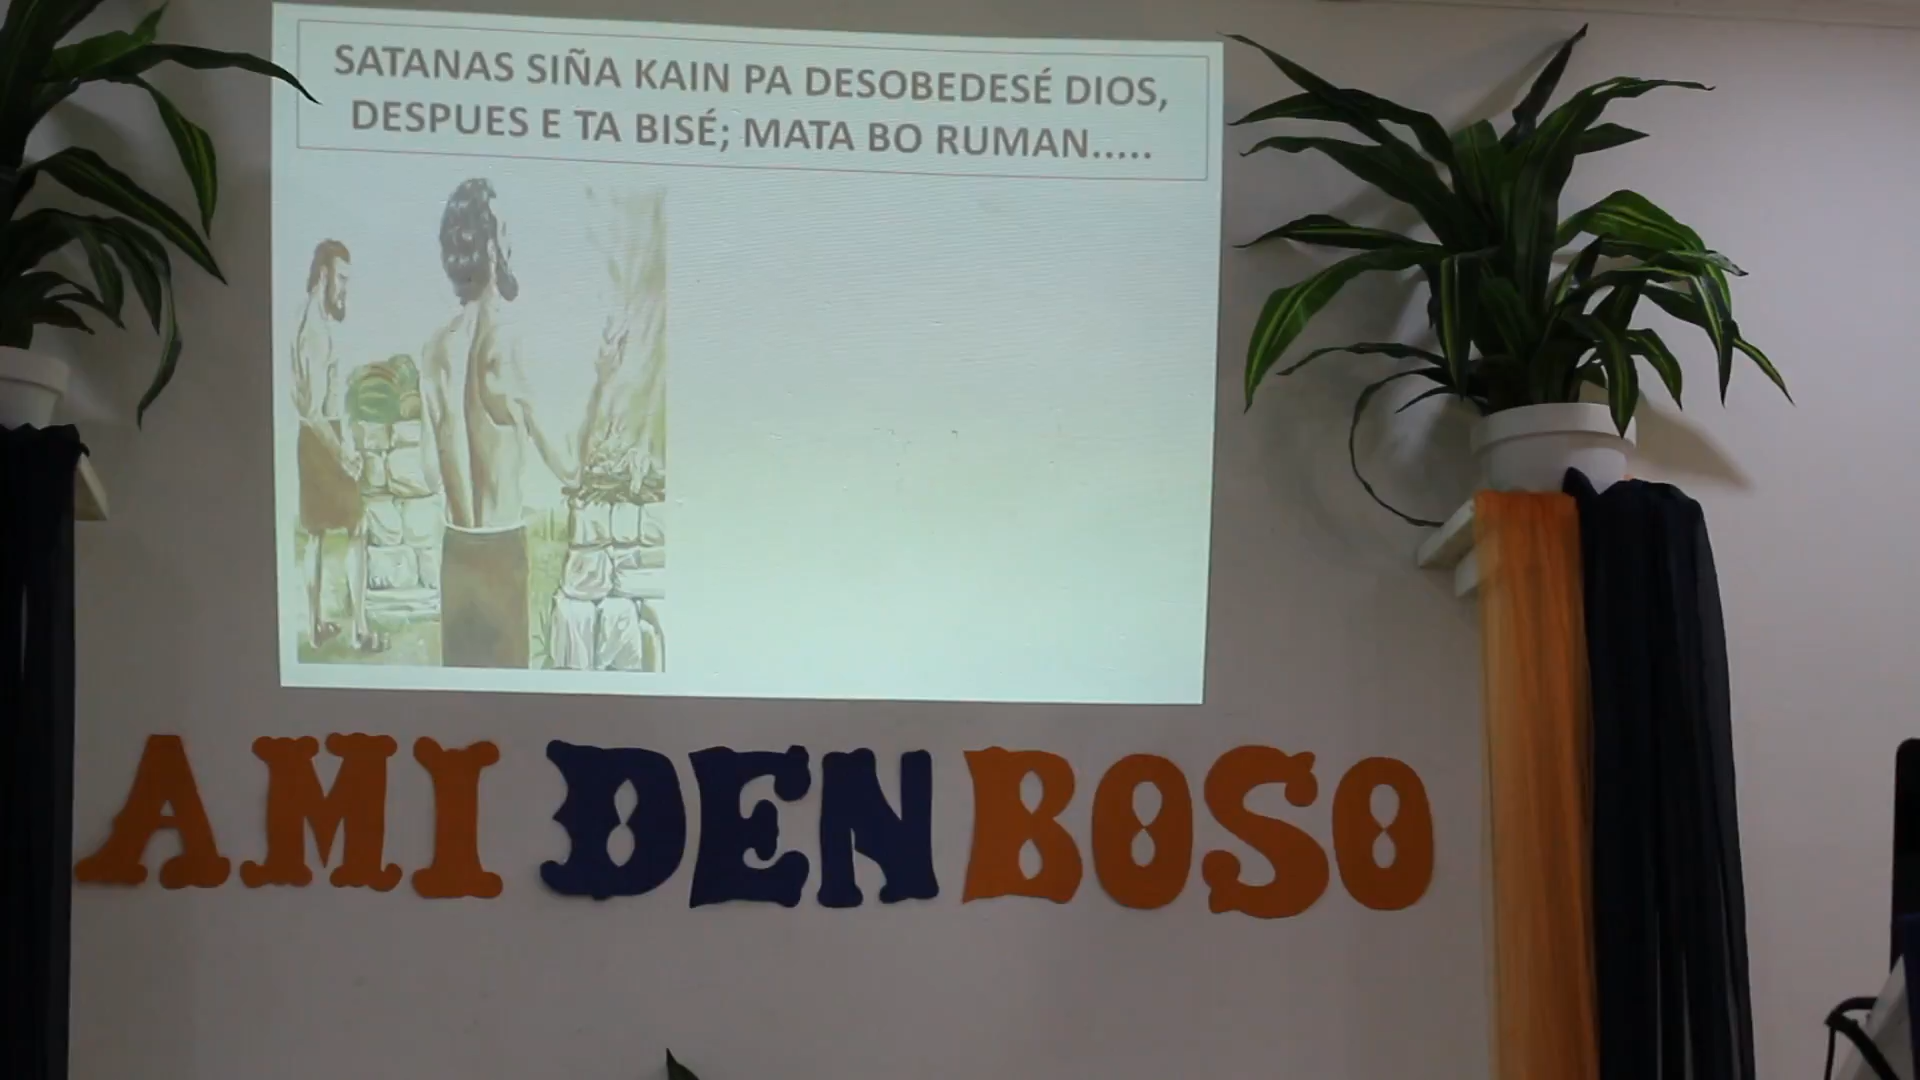 SATANAS SIÑA KAIN PA DESOBEDESÉ DIOS,
DESPUES E TA BISÉ; MATA BO RUMAN.....
AMI DEN BOSO